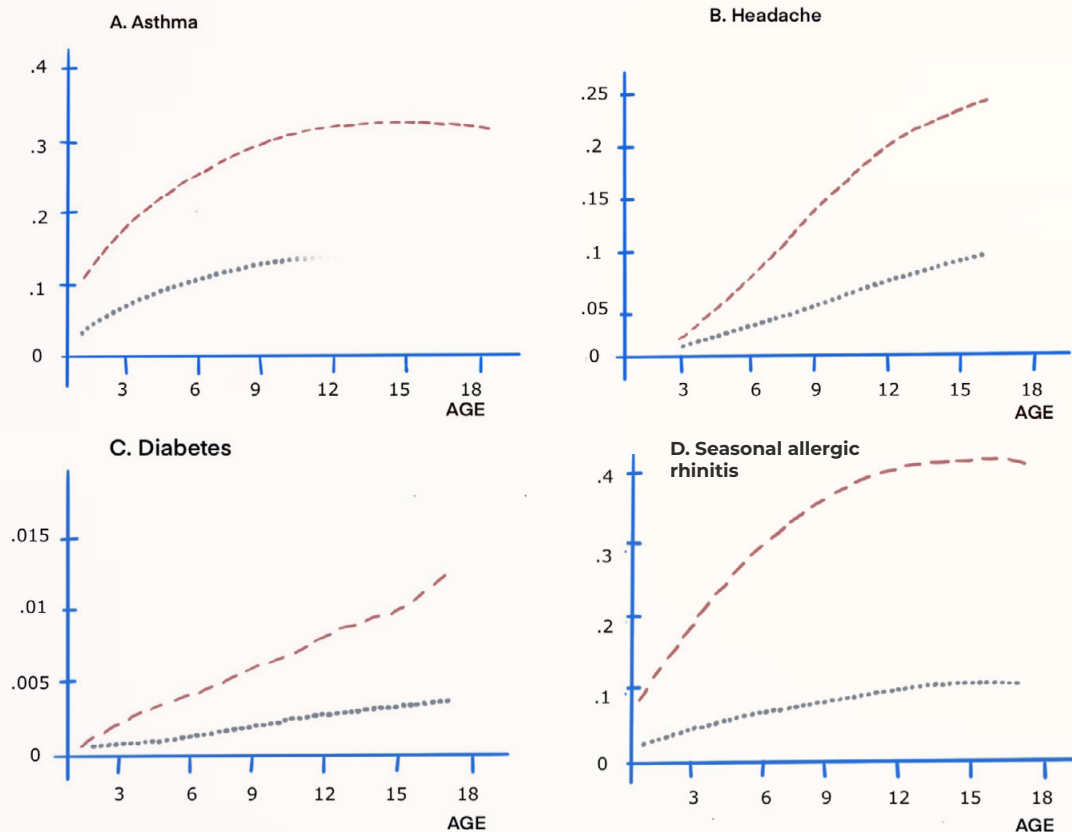 A. Asthma
.4
.3
.2
.1
0
3 6 9 12 15 18
AGE
B. Headache
.25
.2
.15
.1
.05
0
3 6 9 12 15 18
AGE
C. Diabetes
.015
.01
.005
0
3 6 9 12 15 18
AGE
D. Seasonal allergic
rhinitis
.4
.3
.2
.1
0
3 6 9 12 15 18
AGE